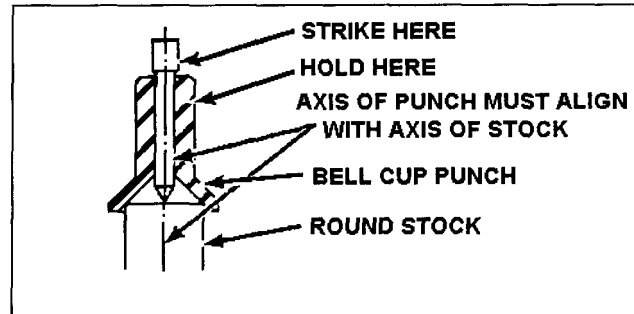 STRIKE HERE
HOLD HERE
AXIS OF PUNCH MUST ALIGN
WITH AXIS OF STOCK
BELL CUP PUNCH
ROUND STOCK